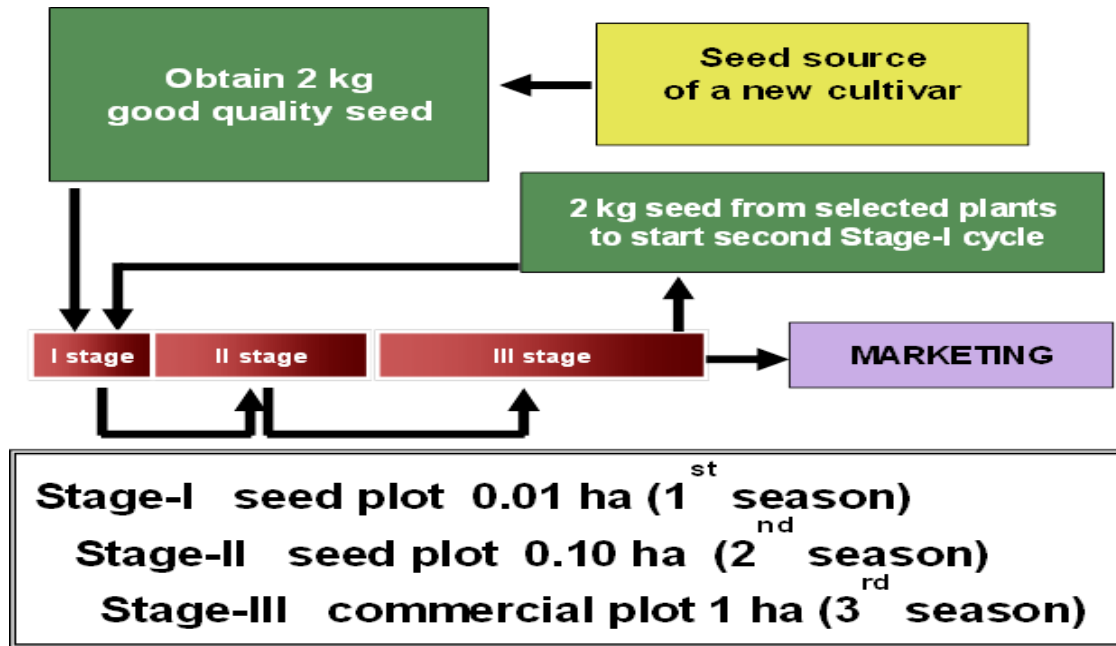 Obtain 2 kg
good quality seed
Seed source
of a new cultivar
2 kg seed from selected plants
to start second Stage-I cycle
I stage
II stage
III stage
MARKETING
Stage-I seed plot 0.01 ha (1st season)
Stage-II seed plot 0.10 ha (2nd season)
Stage-III commercial plot 1 ha (3rd season)